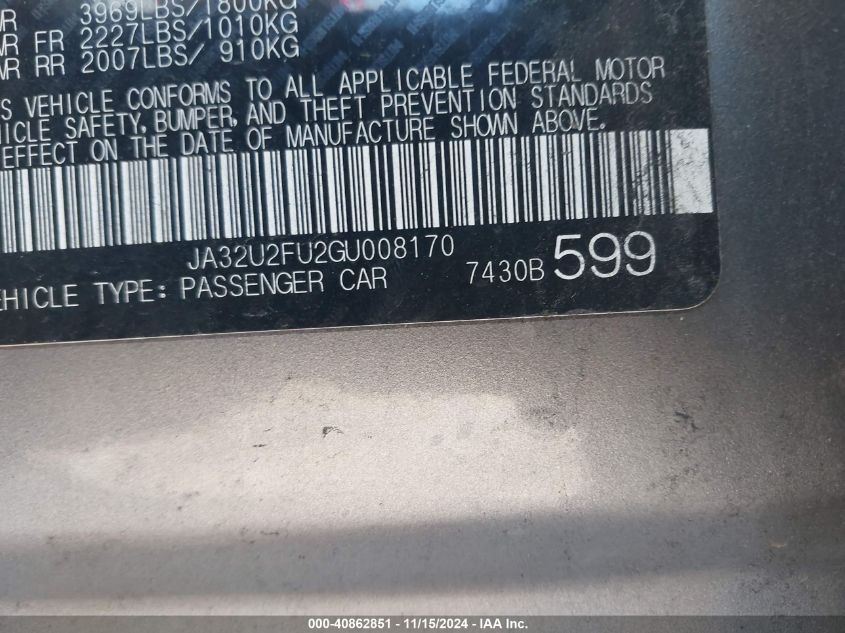 3969LBS/1800KG
FR 2227LBS/1010KG
RR 2007LBS/ 910KG
VEHICLE CONFORMS TO ALL APPLICABLE FEDERAL MOTOR
SAFETY, BUMPER, AND THEFT PREVENTION STANDARDS
EFFECT ON THE DATE OF MANUFACTURE SHOWN ABOVE.
JA32U2FU2GU008170
EHICLE TYPE: PASSENGER CAR 7430B 599
000-40862851 - 11/15/2024 - IAA Inc.